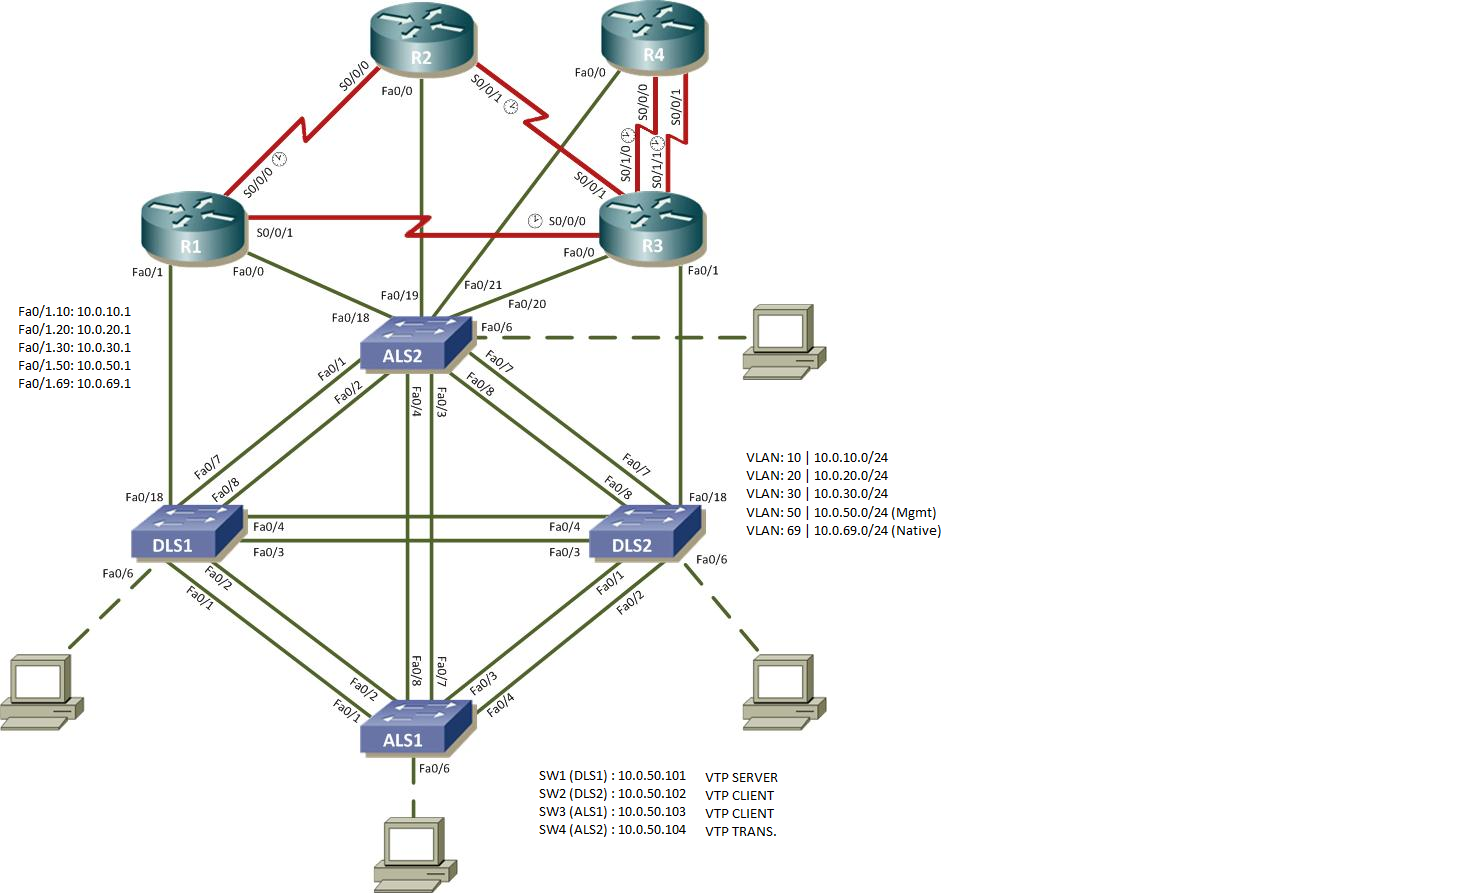 R2
R4
S0/0/0
Fa0/0
S0/0/1
Fa0/0
S0/0/0
S0/0/1
S0/1/0
S0/1/1
S0/0/0
S0/0/1
R1
S0/0/1
S0/0/0
R3
Fa0/1
Fa0/0
Fa0/0
Fa0/1
Fa0/19
Fa0/21
Fa0/20
Fa0/18
Fa0/6
ALS2
Fa0/1.10: 10.0.10.1
Fa0/1.20: 10.0.20.1
Fa0/1.30: 10.0.30.1
Fa0/1.50: 10.0.50.1
Fa0/1.69: 10.0.69.1
Fa0/1
Fa0/2
Fa0/4
Fa0/3
Fa0/7
Fa0/8
Fa0/7
Fa0/8
Fa0/7
Fa0/8
VLAN: 10 | 10.0.10.0/24
VLAN: 20 | 10.0.20.0/24
VLAN: 30 | 10.0.30.0/24
VLAN: 50 | 10.0.50.0/24 (Mgmt)
VLAN: 69 | 10.0.69.0/24 (Native)
Fa0/18
Fa0/18
DLS1
Fa0/4
Fa0/3
Fa0/4
Fa0/3
DLS2
Fa0/6
Fa0/2
Fa0/1
Fa0/1
Fa0/2
Fa0/6
Fa0/2
Fa0/1
Fa0/8
Fa0/7
Fa0/3
Fa0/4
ALS1
Fa0/6
SW1 (DLS1) : 10.0.50.101 VTP SERVER
SW2 (DLS2) : 10.0.50.102 VTP CLIENT
SW3 (ALS1) : 10.0.50.103 VTP CLIENT
SW4 (ALS2) : 10.0.50.104 VTP TRANS.